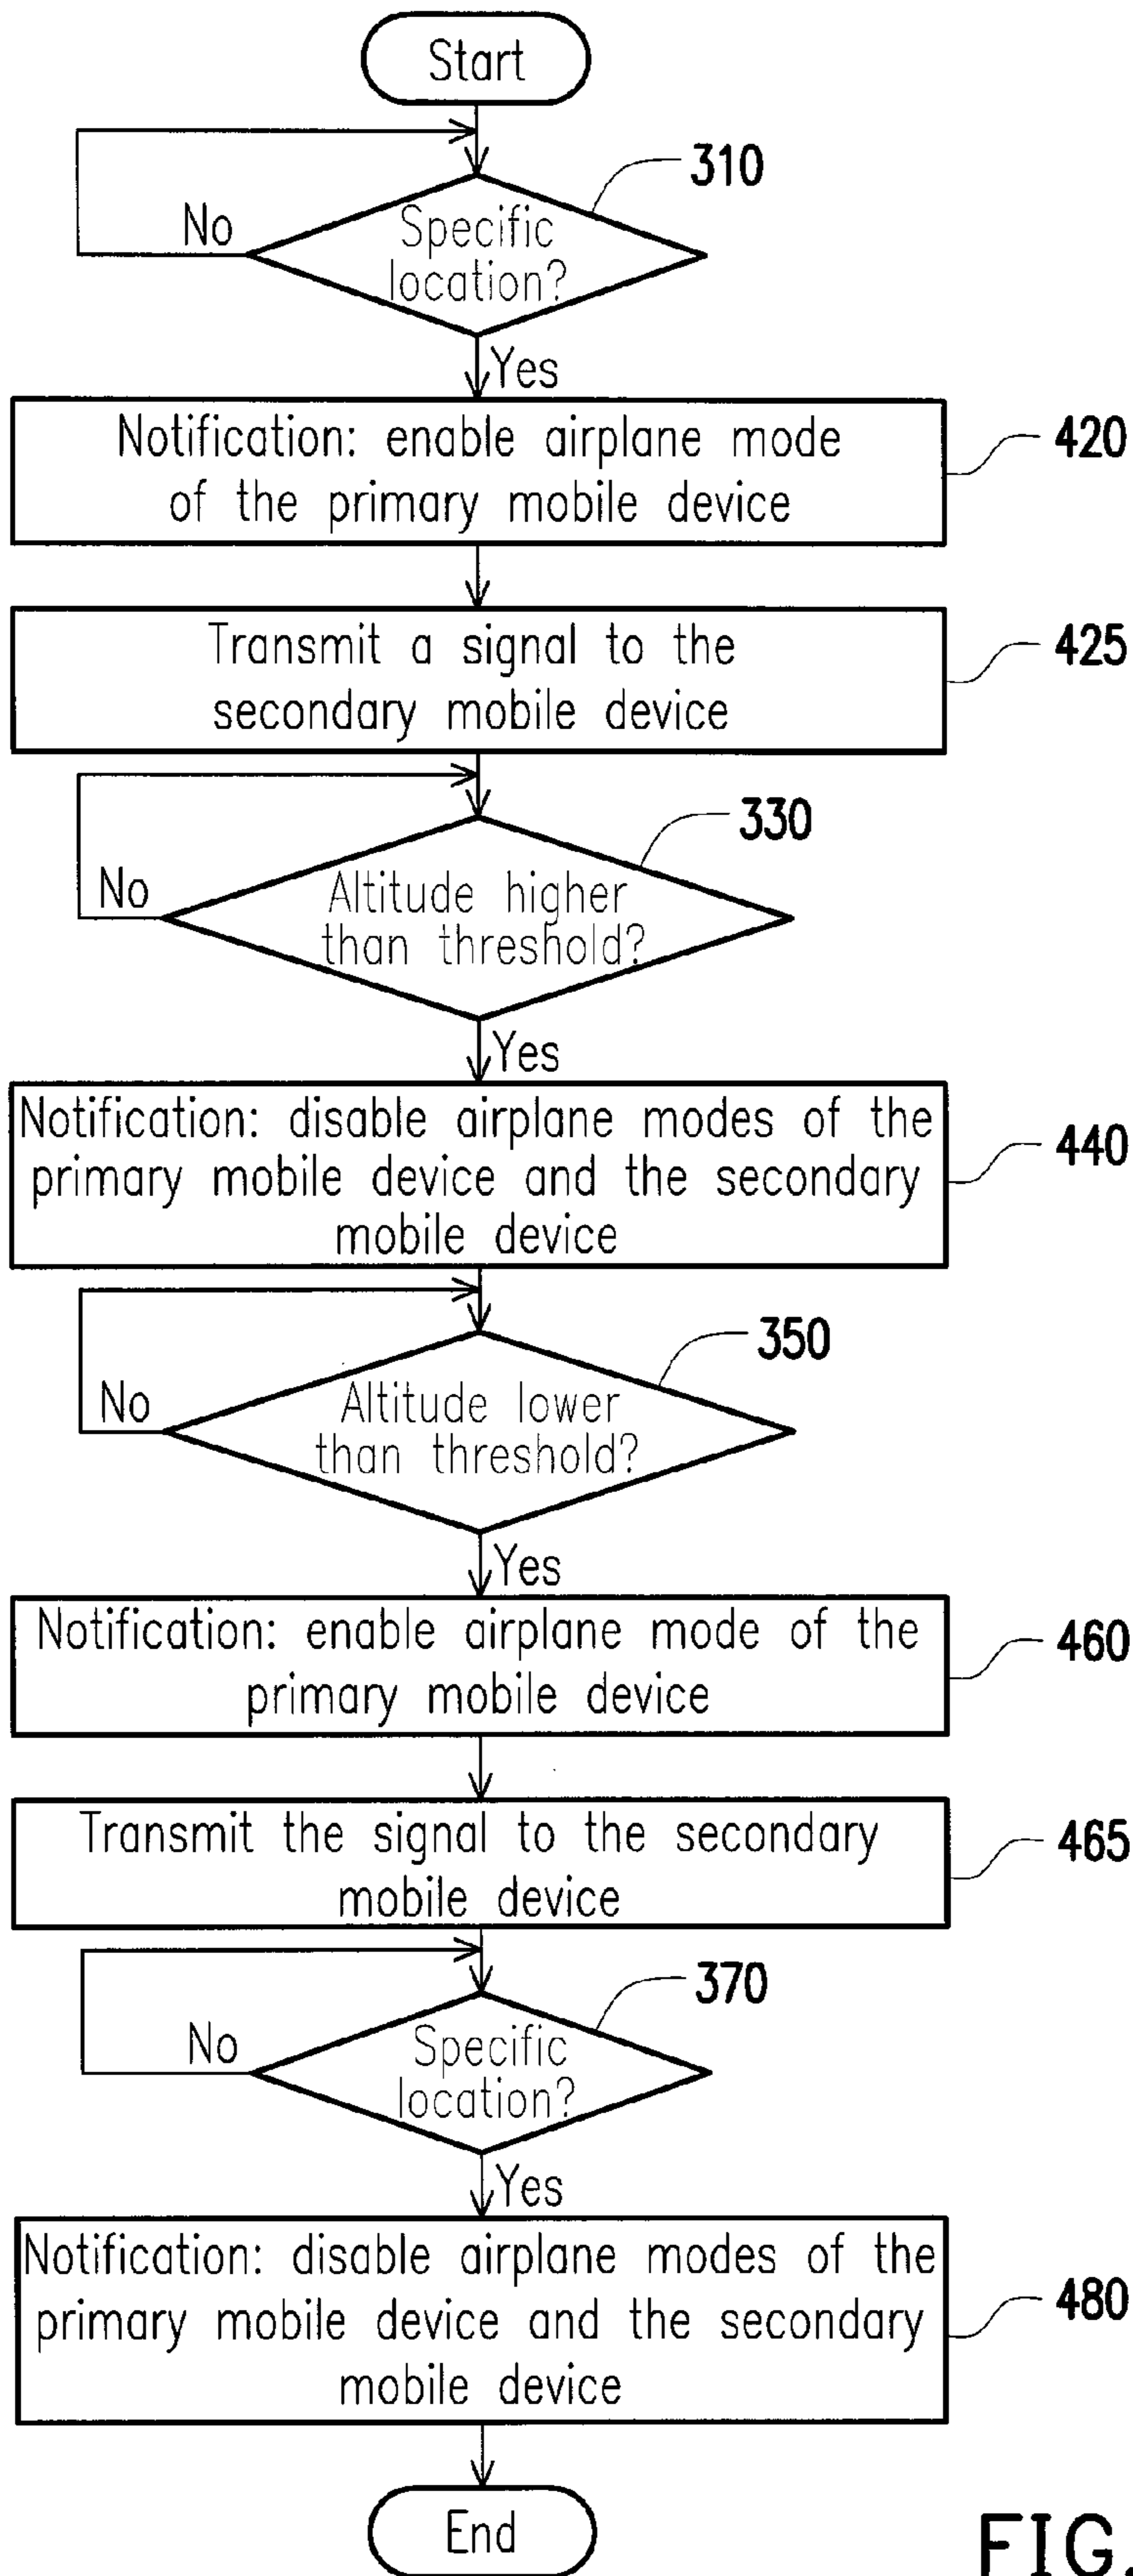 Start
310
No
Specific
location?
Yes
Notification: enable airplane mode
of the primary mobile device
420
Transmit a signal to the
secondary mobile device
425
330
No
Altitude higher
than threshold?
Yes
Notification: disable airplane modes of the
primary mobile device and the secondary
mobile device
440
350
No
Altitude lower
than threshold?
Yes
Notification: enable airplane mode of the
primary mobile device
460
Transmit the signal to the secondary
mobile device
465
370
No
Specific
location?
Yes
Notification: disable airplane modes of the
primary mobile device and the secondary
mobile device
480
End
FIG.